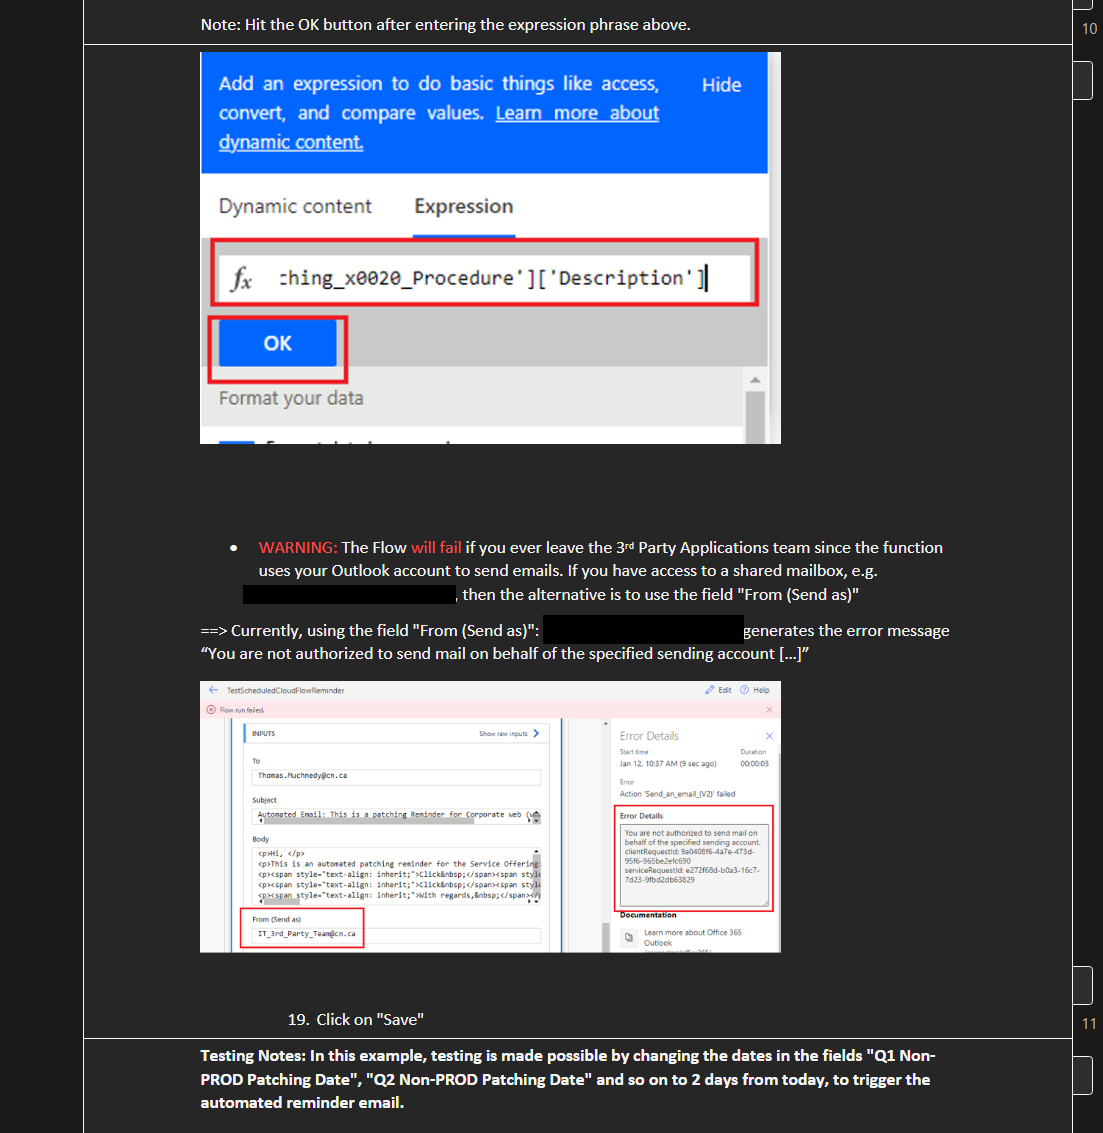 Note: Hit the OK button after entering the expression phrase above.
10
Add an expression to do basic things like access,
Hide
convert, and compare values. Learn more about
dynamic content.
Dynamic content
Expression
fx
ching_x0020_Procedure']['Description']
OK
Format your data
• WARNING: The Flow will fail if you ever leave the 3rd Party Applications team since the function
uses your Outlook account to send emails. If you have access to a shared mailbox, e.g.
, then the alternative is to use the field "From (Send as)"
==> Currently, using the field "From (Send as)": generates the error message
“You are not authorized to send mail on behalf of the specified sending account […]”
TestScheduledCloudFlowReminder
Edit
Help
Flow run failed.
INPUTS
Show raw inputs
To
Thomas.Muchnedy@cn.ca
Subject
Automated Email: This is a patching Reminder for Corporate web
Body
<p>Hi, </p>
<p>This is an automated patching reminder for the Service Offering
<p><span style="text-align: inherit;">Click&nbsp;</span><span styl
<p><span style="text-align: inherit;">Click&nbsp;</span><span styl
<p><span style="text-align: inherit;">With regards,&nbsp;</span>
From (Send as)
IT_3rd_Party_Team@cn.ca
Error Details
Start time
Duration
Jan 12, 10:37 AM (9 sec ago)
00:00:03
Error
Action 'Send_an_email_(V2)' failed
Error Details
You are not authorized to send mail on
behalf of the specified sending account.
clientRequestId: 9a0408f6-4a7e-473d-
95f6-965be2efc690
serviceRequestId: e272f68d-b0a3-16c7-
7d23-9fbd2db63829
Documentation
Learn more about Office 365
Outlook
19. Click on "Save"
11
Testing Notes: In this example, testing is made possible by changing the dates in the fields "Q1 Non-
PROD Patching Date", "Q2 Non-PROD Patching Date" and so on to 2 days from today, to trigger the
automated reminder email.